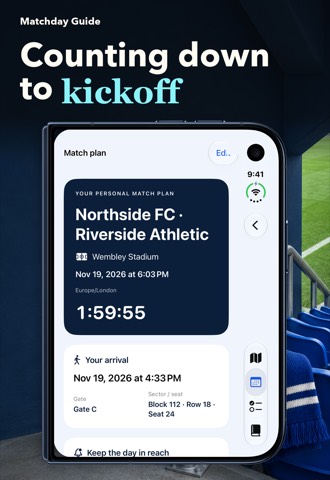 Matchday Guide
Counting down
to kickoff
Match plan
Ed..
9:41
YOUR PERSONAL MATCH PLAN
Northside FC ·
Riverside Athletic
Wembley Stadium
Nov 19, 2026 at 6:03 PM
Europe/London
1:59:55
Your arrival
Nov 19, 2026 at 4:33 PM
Gate
Gate C
Sector / seat
Block 112 · Row 18 ·
Seat 24
Keep the day in reach